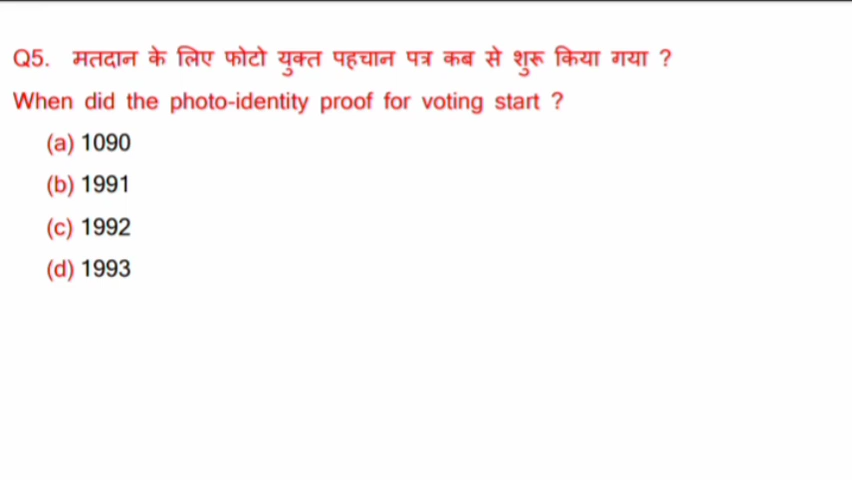 Q5. मतदान के लिए फोटो युक्त पहचान पत्र कब से शुरू किया गया ?
When did the photo-identity proof for voting start ?
(a) 1090
(b) 1991
(c) 1992
(d) 1993